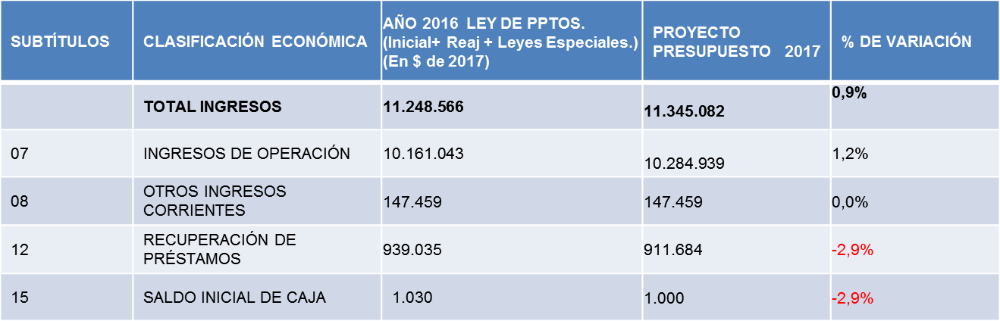 SUBTÍTULOS
CLASIFICACIÓN ECONÓMICA
AÑO 2016 LEY DE PPTOS.
(Inicial+ Reaj + Leyes Especiales.)
(En $ de 2017)
PROYECTO
PRESUPUESTO 2017
% DE VARIACIÓN
TOTAL INGRESOS
11.248.566
11.345.082
0,9%
07
INGRESOS DE OPERACIÓN
10.161.043
10.284.939
1,2%
08
OTROS INGRESOS
CORRIENTES
147.459
147.459
0,0%
12
RECUPERACIÓN DE
PRÉSTAMOS
939.035
911.684
-2,9%
15
SALDO INICIAL DE CAJA
1.030
1.000
-2,9%